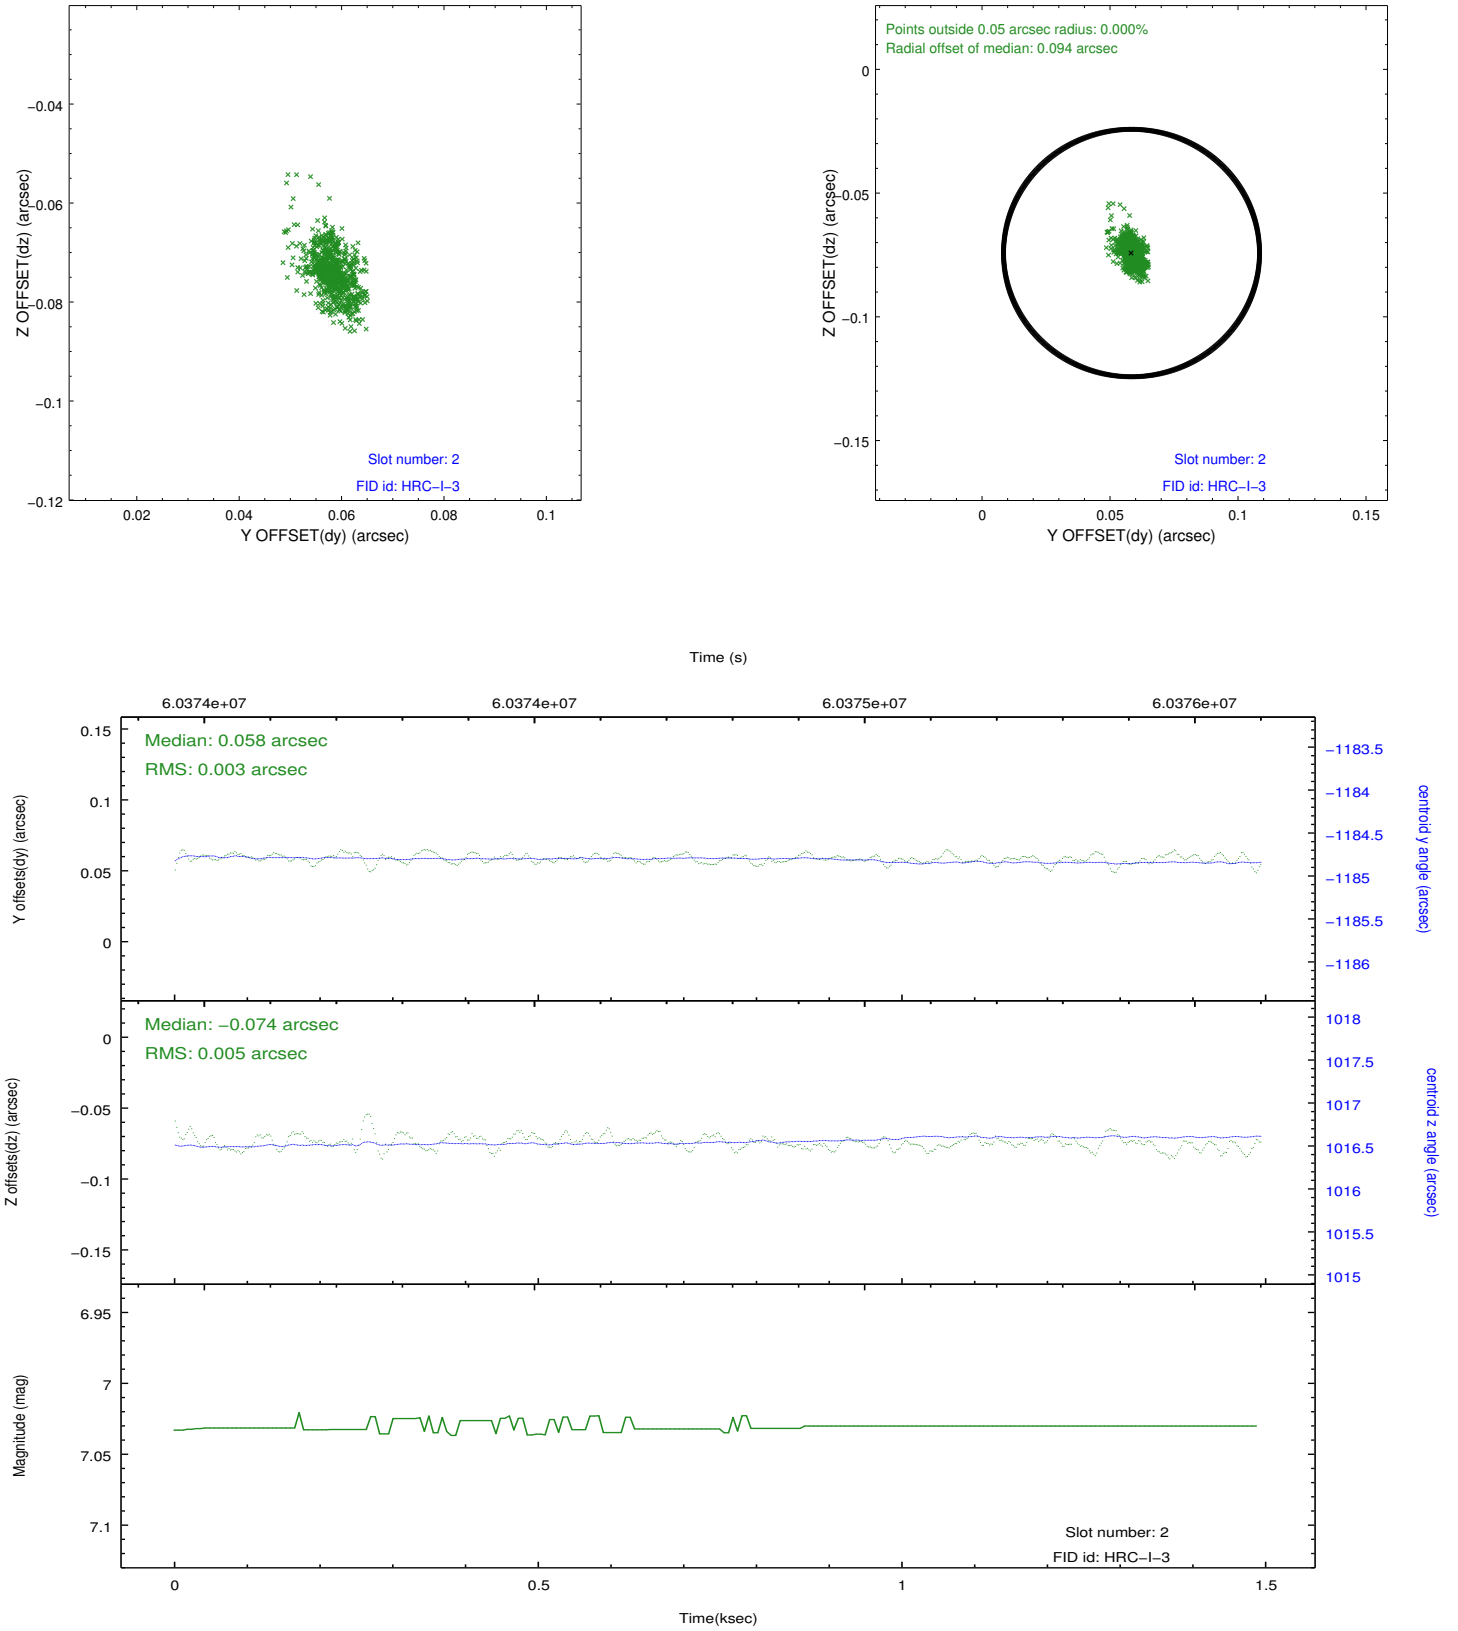 −0.04
−0.06
−0.08
−0.1
−0.12
Z OFFSET(dz) (arcsec)
0.02
0.04
0.06
0.08
0.1
Y OFFSET(dy) (arcsec)
Slot number: 2
FID id: HRC−I−3
Points outside 0.05 arcsec radius: 0.000%
Radial offset of median: 0.094 arcsec
0
−0.05
−0.1
−0.15
Z OFFSET(dz) (arcsec)
0
0.05
0.1
0.15
Y OFFSET(dy) (arcsec)
Slot number: 2
FID id: HRC−I−3
Time (s)
6.0374e+07
6.0374e+07
6.0375e+07
6.0376e+07
Median: 0.058 arcsec
RMS: 0.003 arcsec
0.15
0.1
0.05
0
Y offsets(dy) (arcsec)
−1183.5
−1184
−1184.5
−1185
−1185.5
−1186
centroid y angle (arcsec)
Median: −0.074 arcsec
RMS: 0.005 arcsec
0
−0.05
−0.1
−0.15
Z offsets(dz) (arcsec)
1018
1017.5
1017
1016.5
1016
1015.5
1015
centroid z angle (arcsec)
6.95
7
7.05
7.1
Magnitude (mag)
Slot number: 2
FID id: HRC−I−3
0
0.5
1
1.5
Time(ksec)